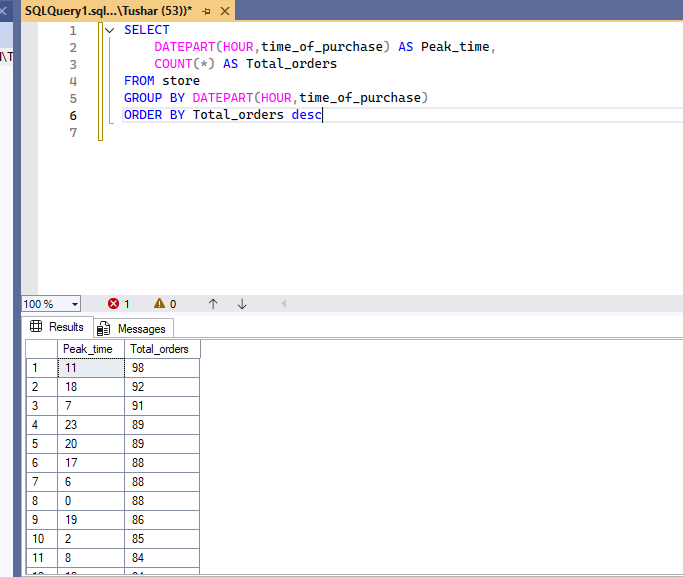 SQLQuery1.sql...\Tushar (53))*
1 SELECT
2 DATEPART(HOUR,time_of_purchase) AS Peak_time,
3 COUNT(*) AS Total_orders
4 FROM store
5 GROUP BY DATEPART(HOUR,time_of_purchase)
6 ORDER BY Total_orders desc
7
100 % 1 0
Results Messages
Peak_time Total_orders
1 11 98
2 18 92
3 7 91
4 23 89
5 20 89
6 17 88
7 6 88
8 0 88
9 19 86
10 2 85
11 8 84